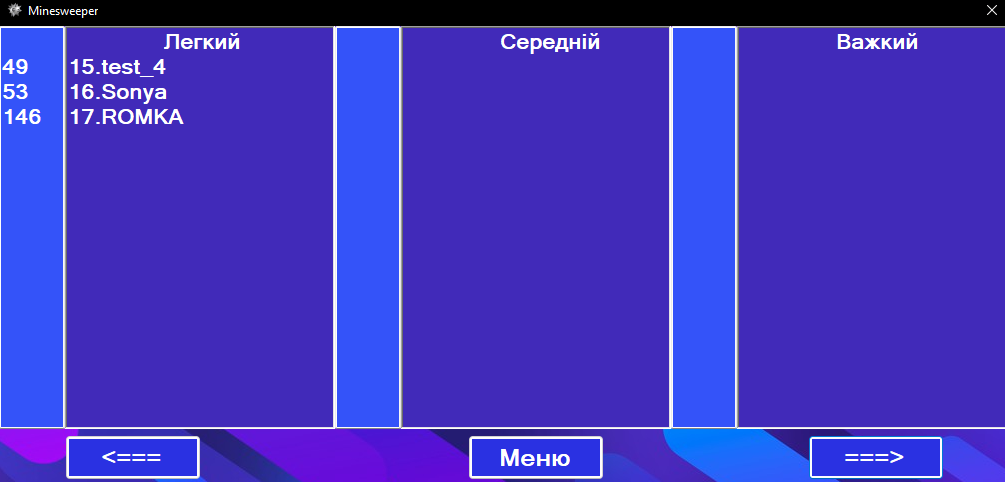 Minesweeper
Легкий Середній Важкий
49 15.test_4
53 16.Sonya
146 17.ROMKA
<=== Меню ===>